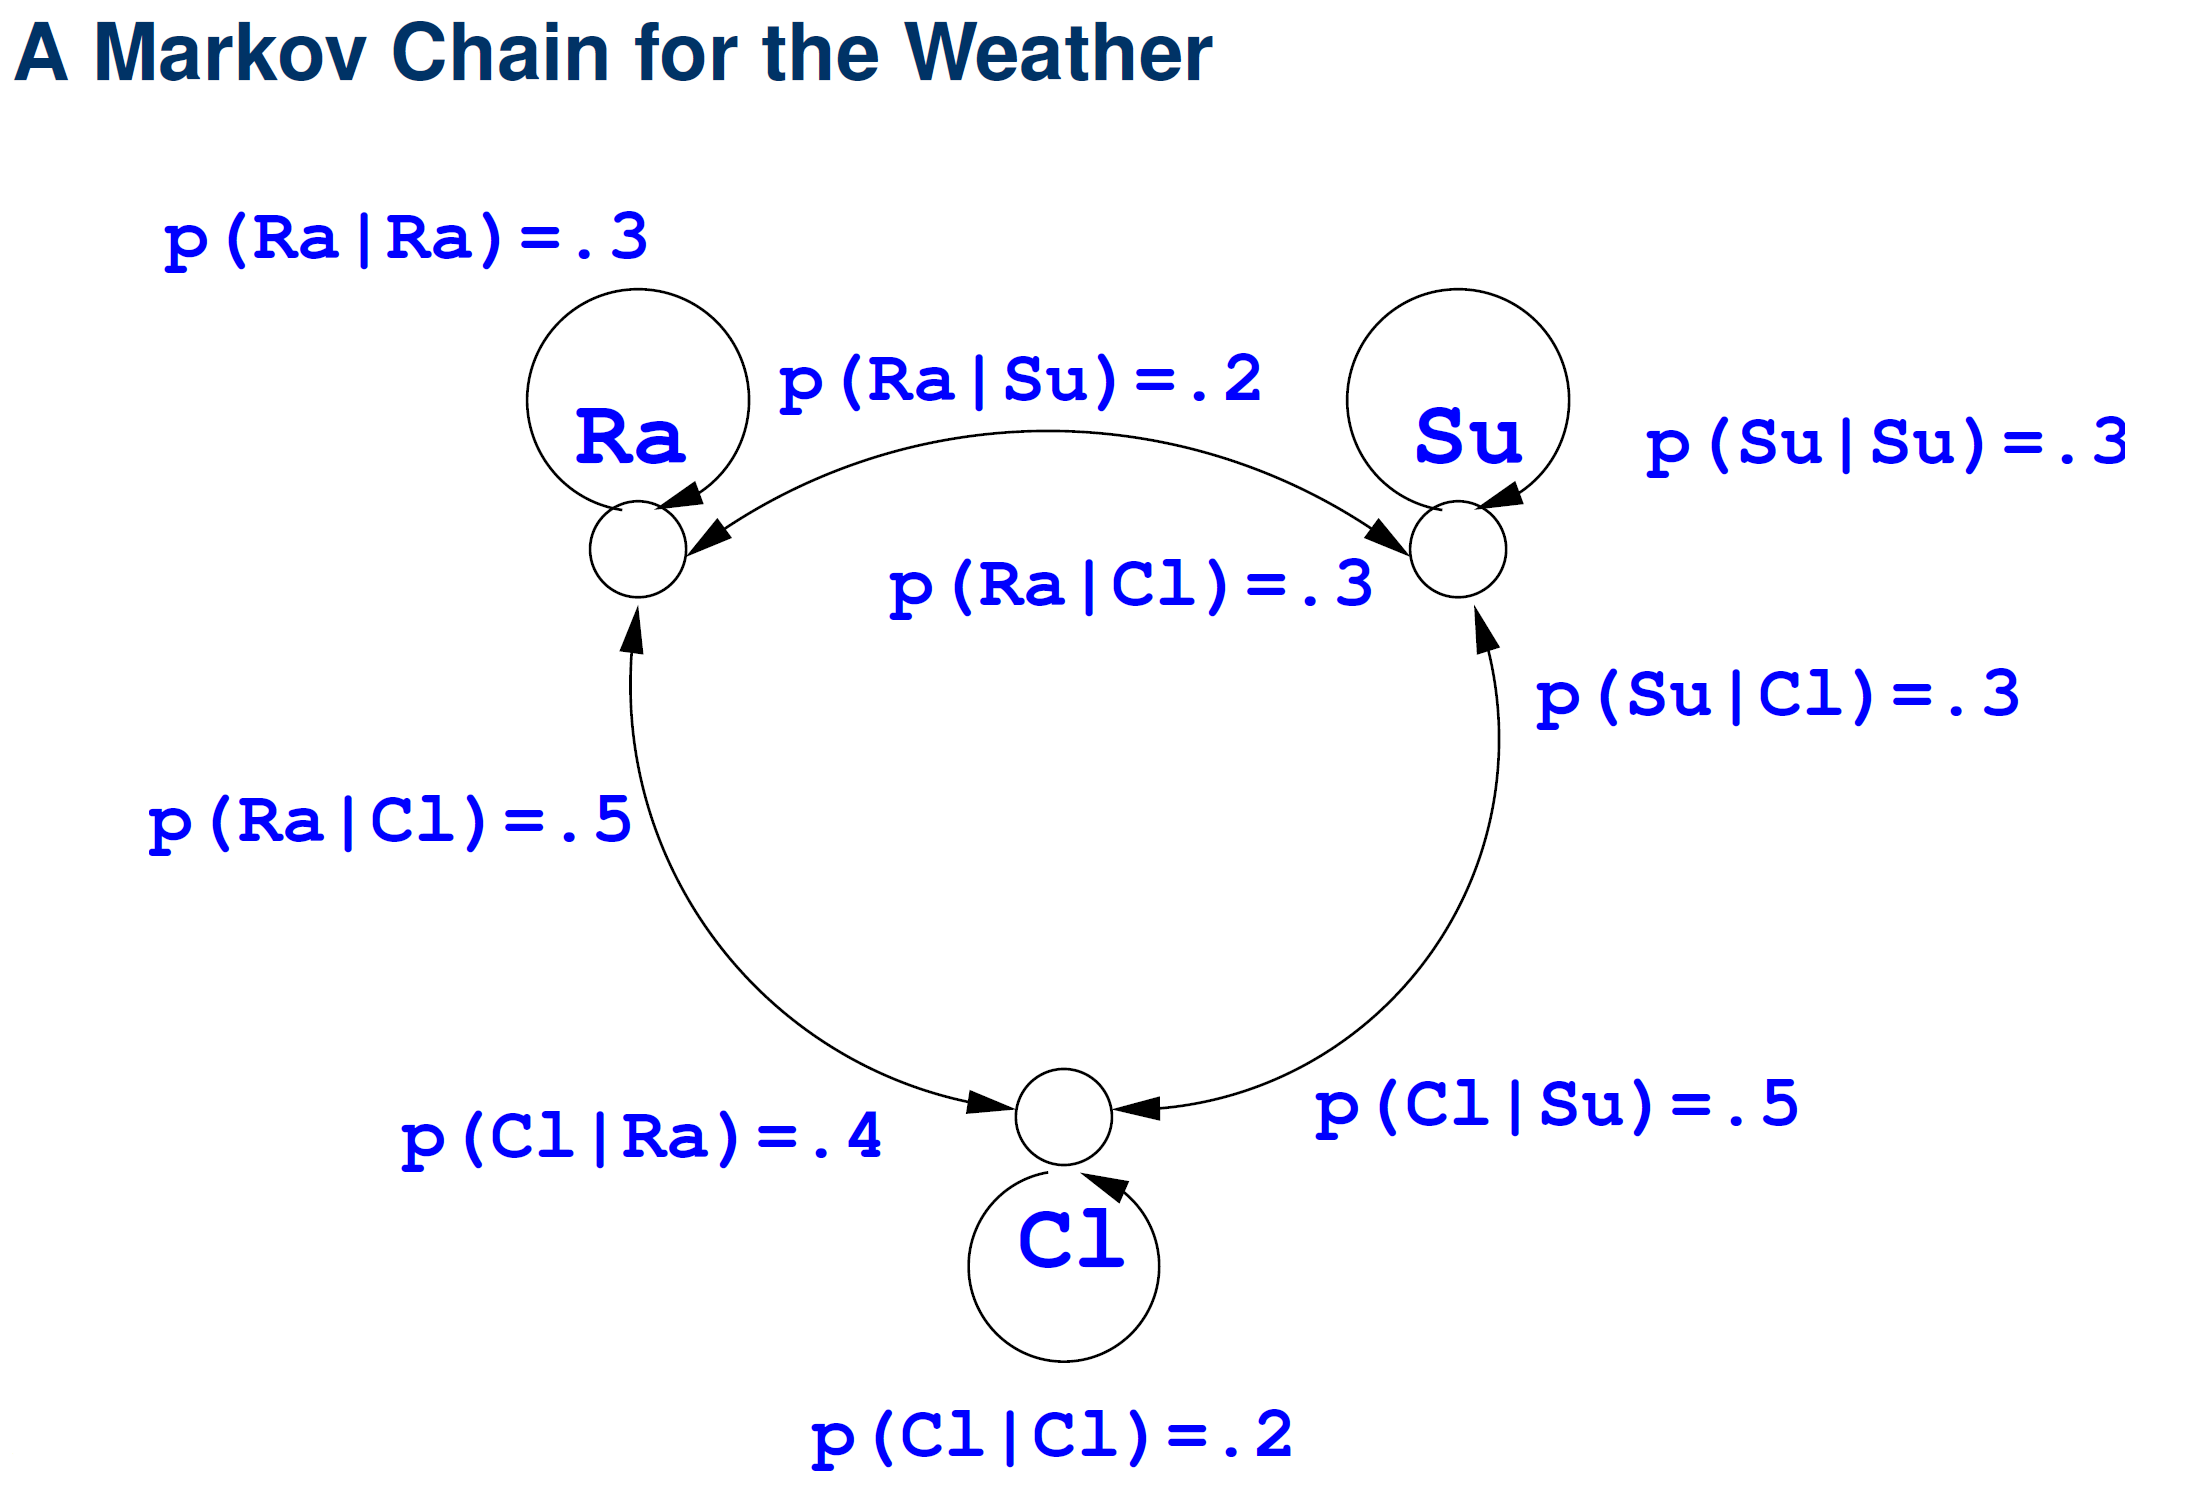 A Markov Chain for the Weather
p(Ra|Ra)=.3
p(Ra|Su)=.2
Ra
Su
p(Su|Su)=.3
p(Ra|Cl)=.3
p(Su|Cl)=.3
p(Ra|Cl)=.5
p(Cl|Ra)=.4
p(Cl|Su)=.5
Cl
p(Cl|Cl)=.2